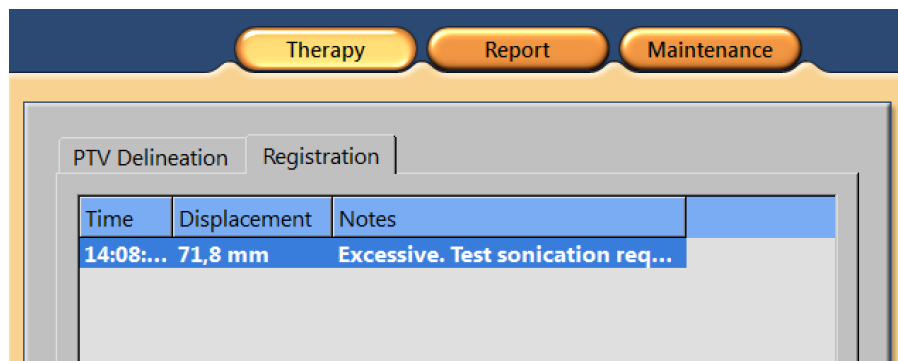 Therapy Report Maintenance
PTV Delineation Registration
Time Displacement Notes
14:08:... 71,8 mm Excessive. Test sonication req...